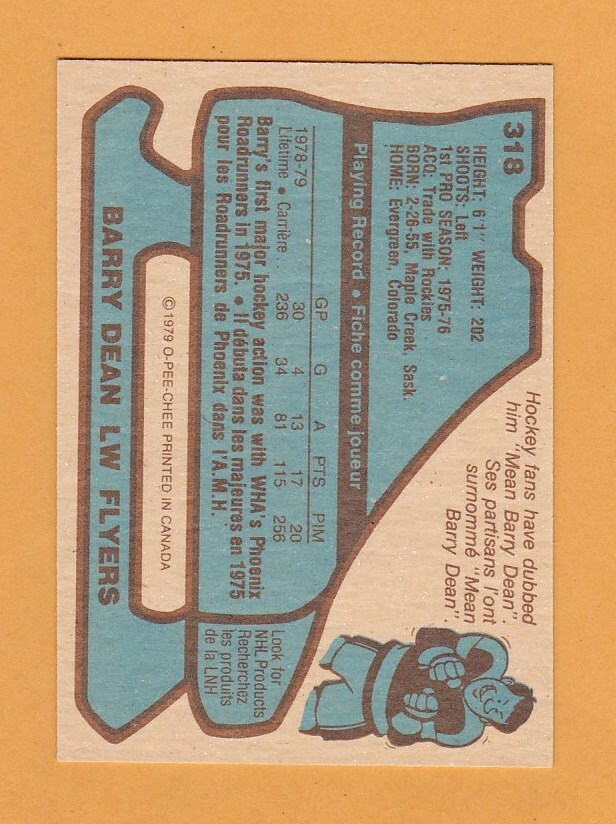 318
HEIGHT: 6'1" WEIGHT: 202
SHOOTS: Left
1st PRO SEASON: 1975-76
ACQ: Trade with Rockies
BORN: 2-26-55, Maple Creek, Sask.
HOME: Evergreen, Colorado
Hockey fans have dubbed
him "Mean Barry Dean".
Ses partisans l'ont
surnommé "Mean
Barry Dean".
Playing Record • Fiche comme joueur
GP G A PTS PIM
1978-79 30 4 13 17 20
Lifetime • Carrière . 236 34 81 115 256
Barry's first major hockey action was with WHA's Phoenix
Roadrunners in 1975. • Il débuta dans les majeures en 1975
pour les Roadrunners de Phoenix dans l'A.M.H.
Look for
NHL Products
Recherchez
les produits
de la LNH
© 1979 O-PEE-CHEE PRINTED IN CANADA
BARRY DEAN LW FLYERS